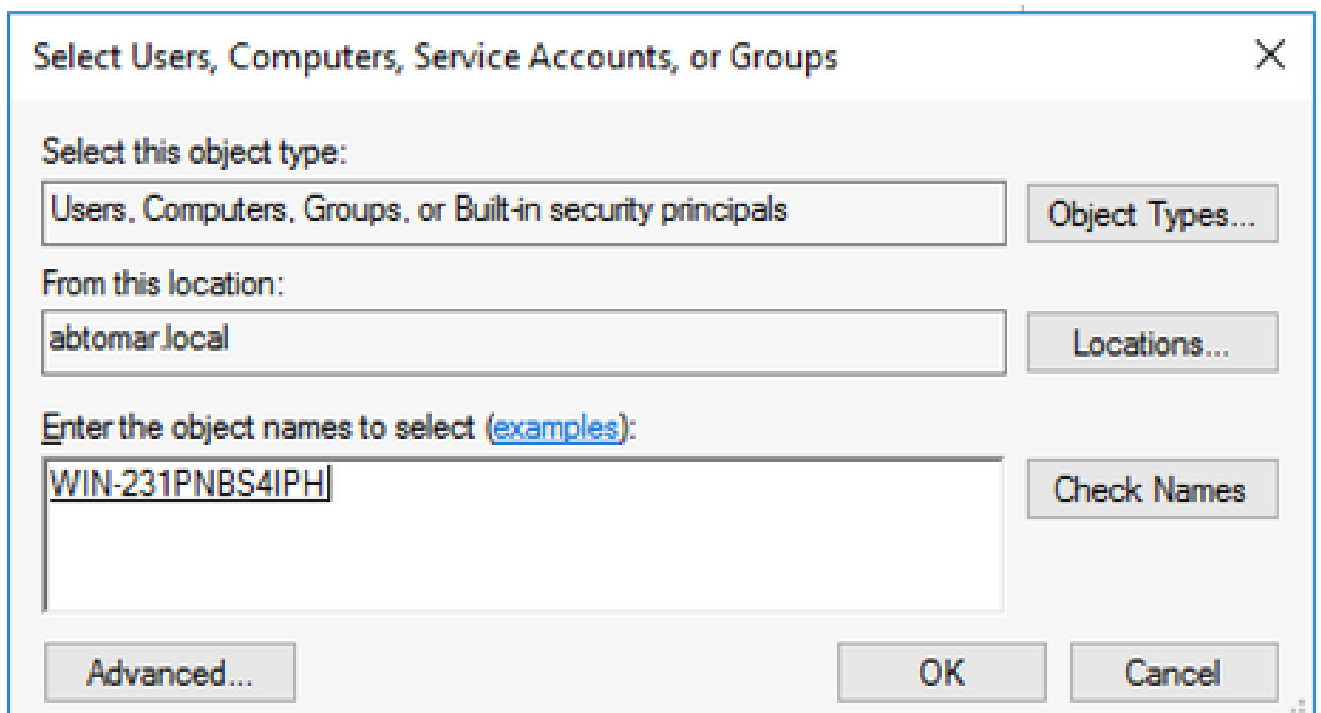 Select Users, Computers, Service Accounts, or Groups
Select this object type:
Users, Computers, Groups, or Built-in security principals
Object Types...
From this location:
abtomar.local
Locations...
Enter the object names to select (examples):
WIN-231PNBS4IPH
Check Names
Advanced...
OK
Cancel